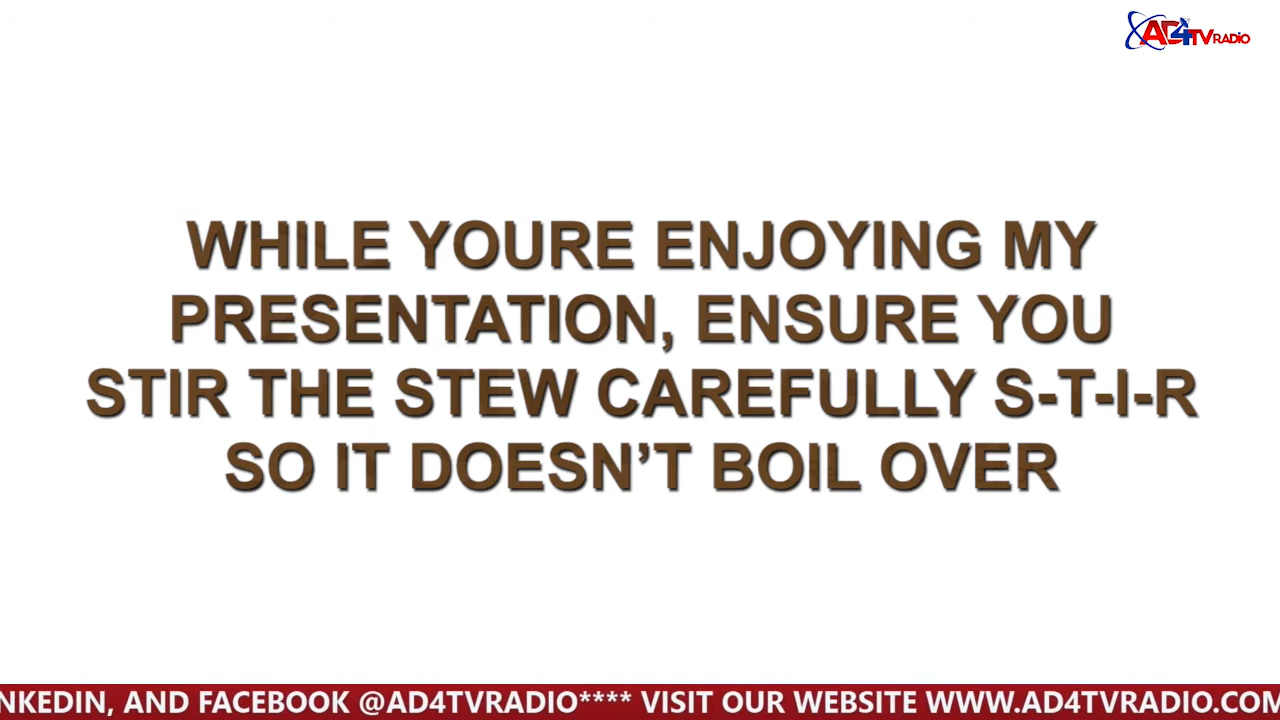 AD4TVRADIO
WHILE YOURE ENJOYING MY
PRESENTATION, ENSURE YOU
STIR THE STEW CAREFULLY S-T-I-R
SO IT DOESN’T BOIL OVER
NKEDIN, AND FACEBOOK @AD4TVRADIO**** VISIT OUR WEBSITE WWW.AD4TVRADIO.COM